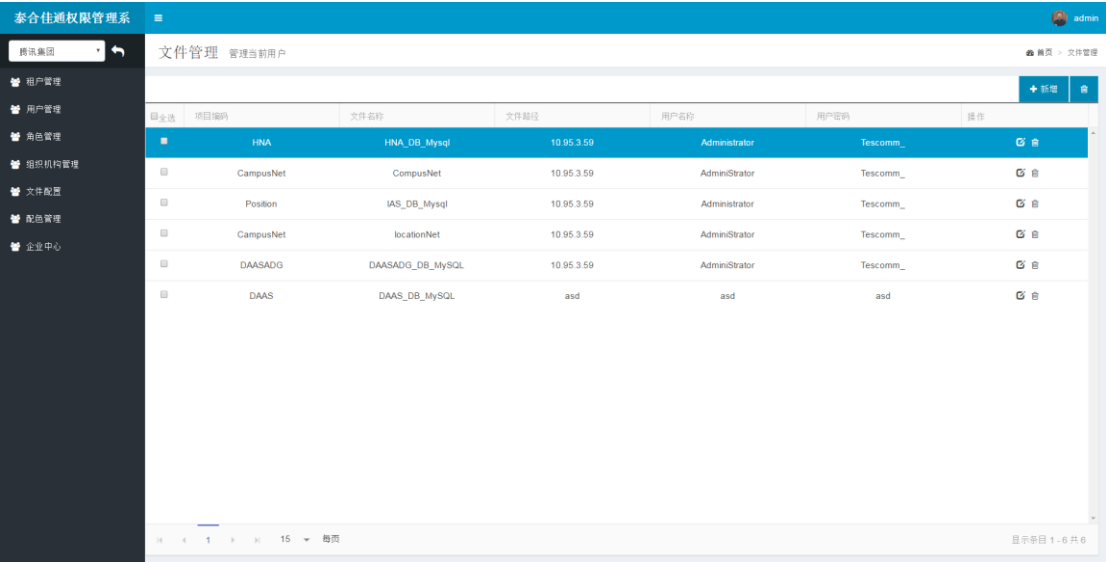 泰合佳通权限管理系
admin
腾讯集团
文件管理 管理当前用户
首页 > 文件管理
租户管理
用户管理
角色管理
组织机构管理
文件配置
配色管理
企业中心
新增
全选 项目编码 文件名称 文件路径 用户名称 用户密码 操作
HNA HNA_DB_Mysql 10.95.3.59 Administrator Tescomm_
CampusNet CompusNet 10.95.3.59 AdminiStrator Tescomm_
Position IAS_DB_Mysql 10.95.3.59 Administrator Tescomm_
CampusNet locationNet 10.95.3.59 AdminiStrator Tescomm_
DAASADG DAASADG_DB_MySQL 10.95.3.59 AdminiStrator Tescomm_
DAAS DAAS_DB_MySQL asd asd asd
1 15 每页
显示条目 1 - 6 共 6